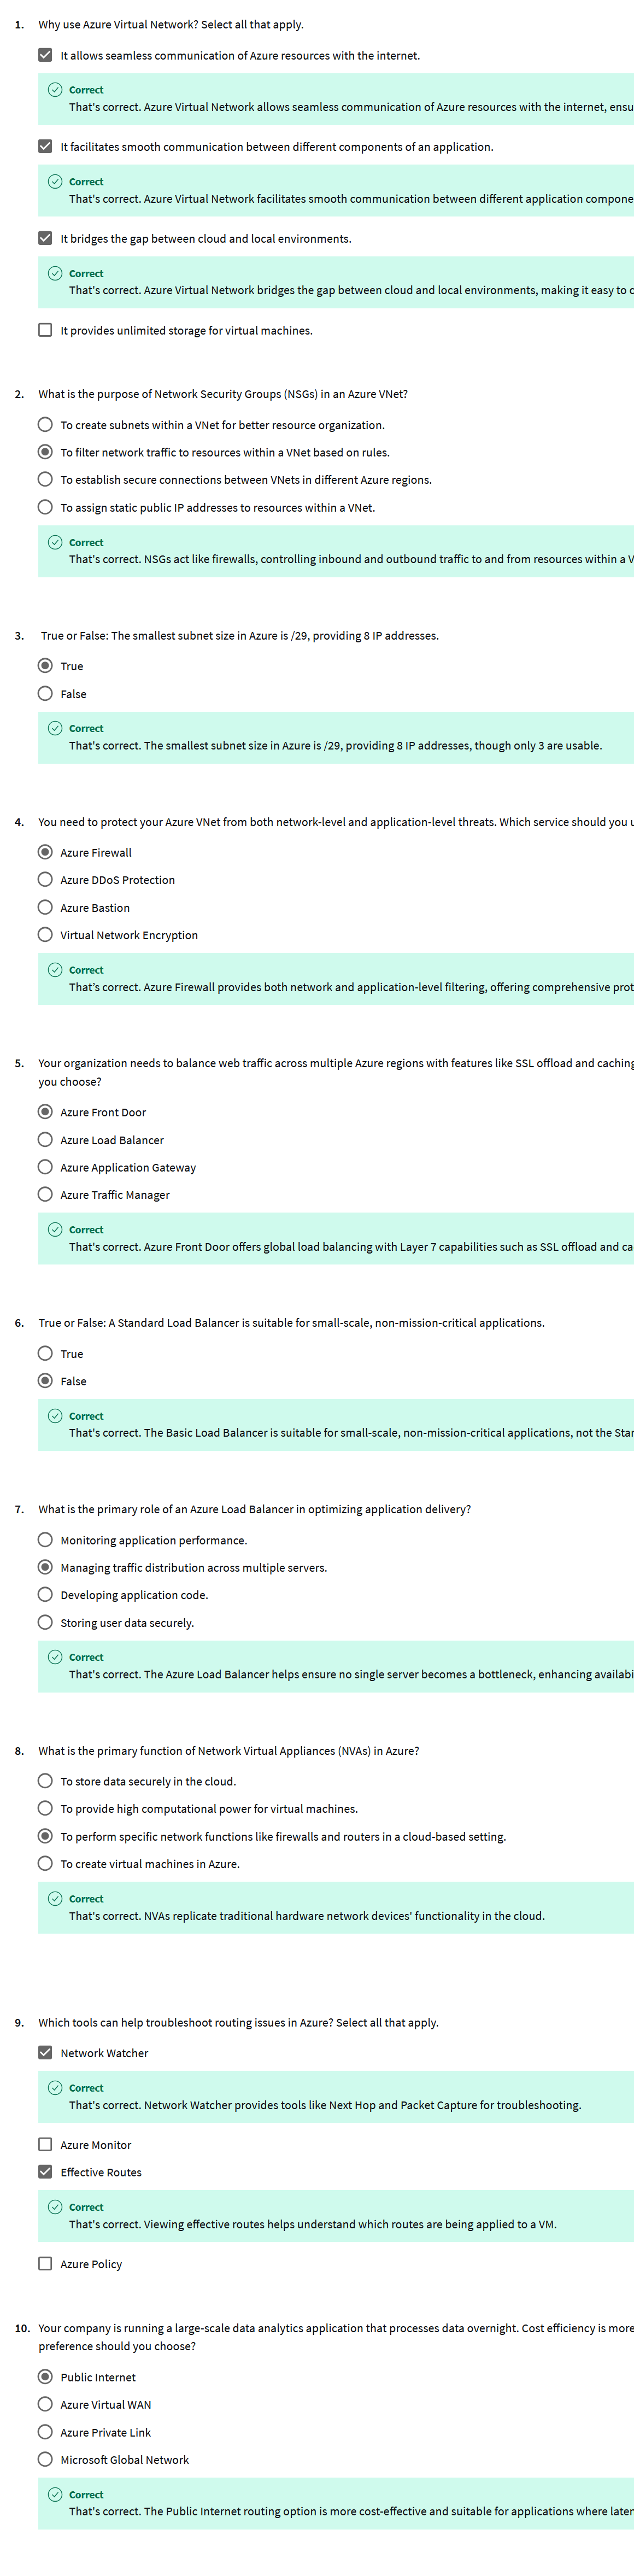 1. Why use Azure Virtual Network? Select all that apply.
It allows seamless communication of Azure resources with the internet.
Correct
That's correct. Azure Virtual Network allows seamless communication of Azure resources with the internet, ensu
It facilitates smooth communication between different components of an application.
Correct
That's correct. Azure Virtual Network facilitates smooth communication between different application compone
It bridges the gap between cloud and local environments.
Correct
That's correct. Azure Virtual Network bridges the gap between cloud and local environments, making it easy to c
It provides unlimited storage for virtual machines.
2. What is the purpose of Network Security Groups (NSGs) in an Azure VNet?
To create subnets within a VNet for better resource organization.
To filter network traffic to resources within a VNet based on rules.
To establish secure connections between VNets in different Azure regions.
To assign static public IP addresses to resources within a VNet.
Correct
That's correct. NSGs act like firewalls, controlling inbound and outbound traffic to and from resources within a V
3. True or False: The smallest subnet size in Azure is /29, providing 8 IP addresses.
True
False
Correct
That's correct. The smallest subnet size in Azure is /29, providing 8 IP addresses, though only 3 are usable.
4. You need to protect your Azure VNet from both network-level and application-level threats. Which service should you u
Azure Firewall
Azure DDoS Protection
Azure Bastion
Virtual Network Encryption
Correct
That's correct. Azure Firewall provides both network and application-level filtering, offering comprehensive prot
5. Your organization needs to balance web traffic across multiple Azure regions with features like SSL offload and caching
you choose?
Azure Front Door
Azure Load Balancer
Azure Application Gateway
Azure Traffic Manager
Correct
That's correct. Azure Front Door offers global load balancing with Layer 7 capabilities such as SSL offload and ca
6. True or False: A Standard Load Balancer is suitable for small-scale, non-mission-critical applications.
True
False
Correct
That's correct. The Basic Load Balancer is suitable for small-scale, non-mission-critical applications, not the Star
7. What is the primary role of an Azure Load Balancer in optimizing application delivery?
Monitoring application performance.
Managing traffic distribution across multiple servers.
Developing application code.
Storing user data securely.
Correct
That's correct. The Azure Load Balancer helps ensure no single server becomes a bottleneck, enhancing availabi
8. What is the primary function of Network Virtual Appliances (NVAs) in Azure?
To store data securely in the cloud.
To provide high computational power for virtual machines.
To perform specific network functions like firewalls and routers in a cloud-based setting.
To create virtual machines in Azure.
Correct
That's correct. NVAs replicate traditional hardware network devices' functionality in the cloud.
9. Which tools can help troubleshoot routing issues in Azure? Select all that apply.
Network Watcher
Correct
That's correct. Network Watcher provides tools like Next Hop and Packet Capture for troubleshooting.
Azure Monitor
Effective Routes
Correct
That's correct. Viewing effective routes helps understand which routes are being applied to a VM.
Azure Policy
10. Your company is running a large-scale data analytics application that processes data overnight. Cost efficiency is more
preference should you choose?
Public Internet
Azure Virtual WAN
Azure Private Link
Microsoft Global Network
Correct
That's correct. The Public Internet routing option is more cost-effective and suitable for applications where later